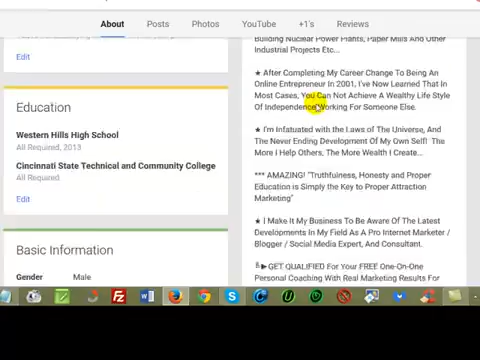 About
Posts
Photos
YouTube
+1's
Reviews
Edit
Education
Western Hills High School
All Required, 2013
Cincinnati State Technical and Community College
All Required
Edit
Basic Information
Gender Male
Building Nuclear Power Plants, Paper Mills And Other
Industrial Projects Etc...
★ After Completing My Career Change To Being An
Online Entrepreneur In 2001, I've Now Learned That In
Most Cases, You Can Not Achieve A Wealthy Life Style
Of Independence Working For Someone Else.
★ I'm Infatuated with the Laws of The Universe, And
The Never Ending Development Of My Own Self! The
More I Help Others, The More Wealth I Create...
*** AMAZING! "Truthfulness, Honesty and Proper
Education is Simply the Key to Proper Attraction
Marketing"
★ I Make It My Business To Be Aware Of The Latest
Developments In My Field As A Pro Internet Marketer /
Blogger / Social Media Expert, And Consultant.
►GET QUALIFIED For Your FREE One-On-One
Personal Coaching With Real Marketing Results For